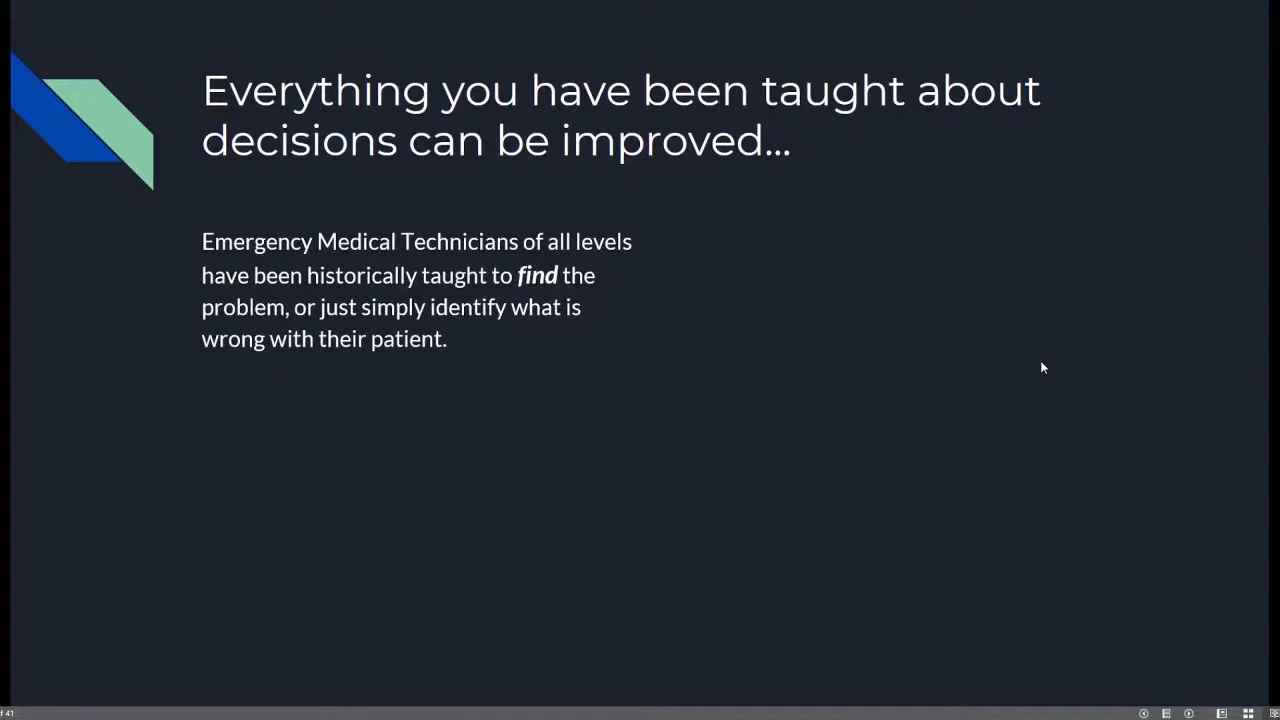 Everything you have been taught about
decisions can be improved...
Emergency Medical Technicians of all levels
have been historically taught to find the
problem, or just simply identify what is
wrong with their patient.
f 41